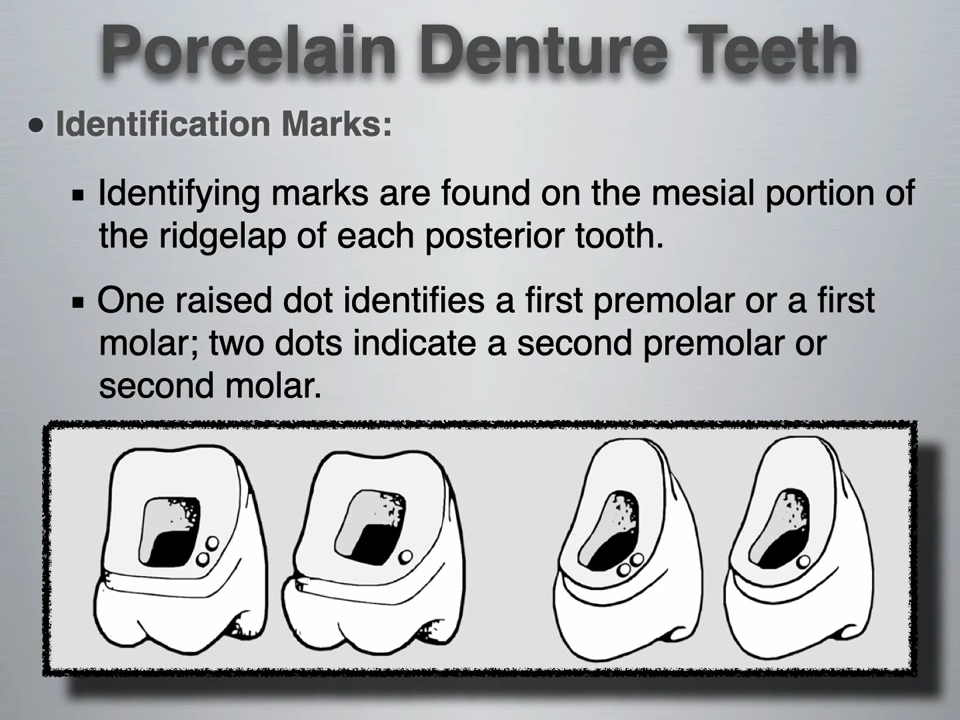 Porcelain Denture Teeth
• Identification Marks:
▪ Identifying marks are found on the mesial portion of
the ridgelap of each posterior tooth.
▪ One raised dot identifies a first premolar or a first
molar; two dots indicate a second premolar or
second molar.